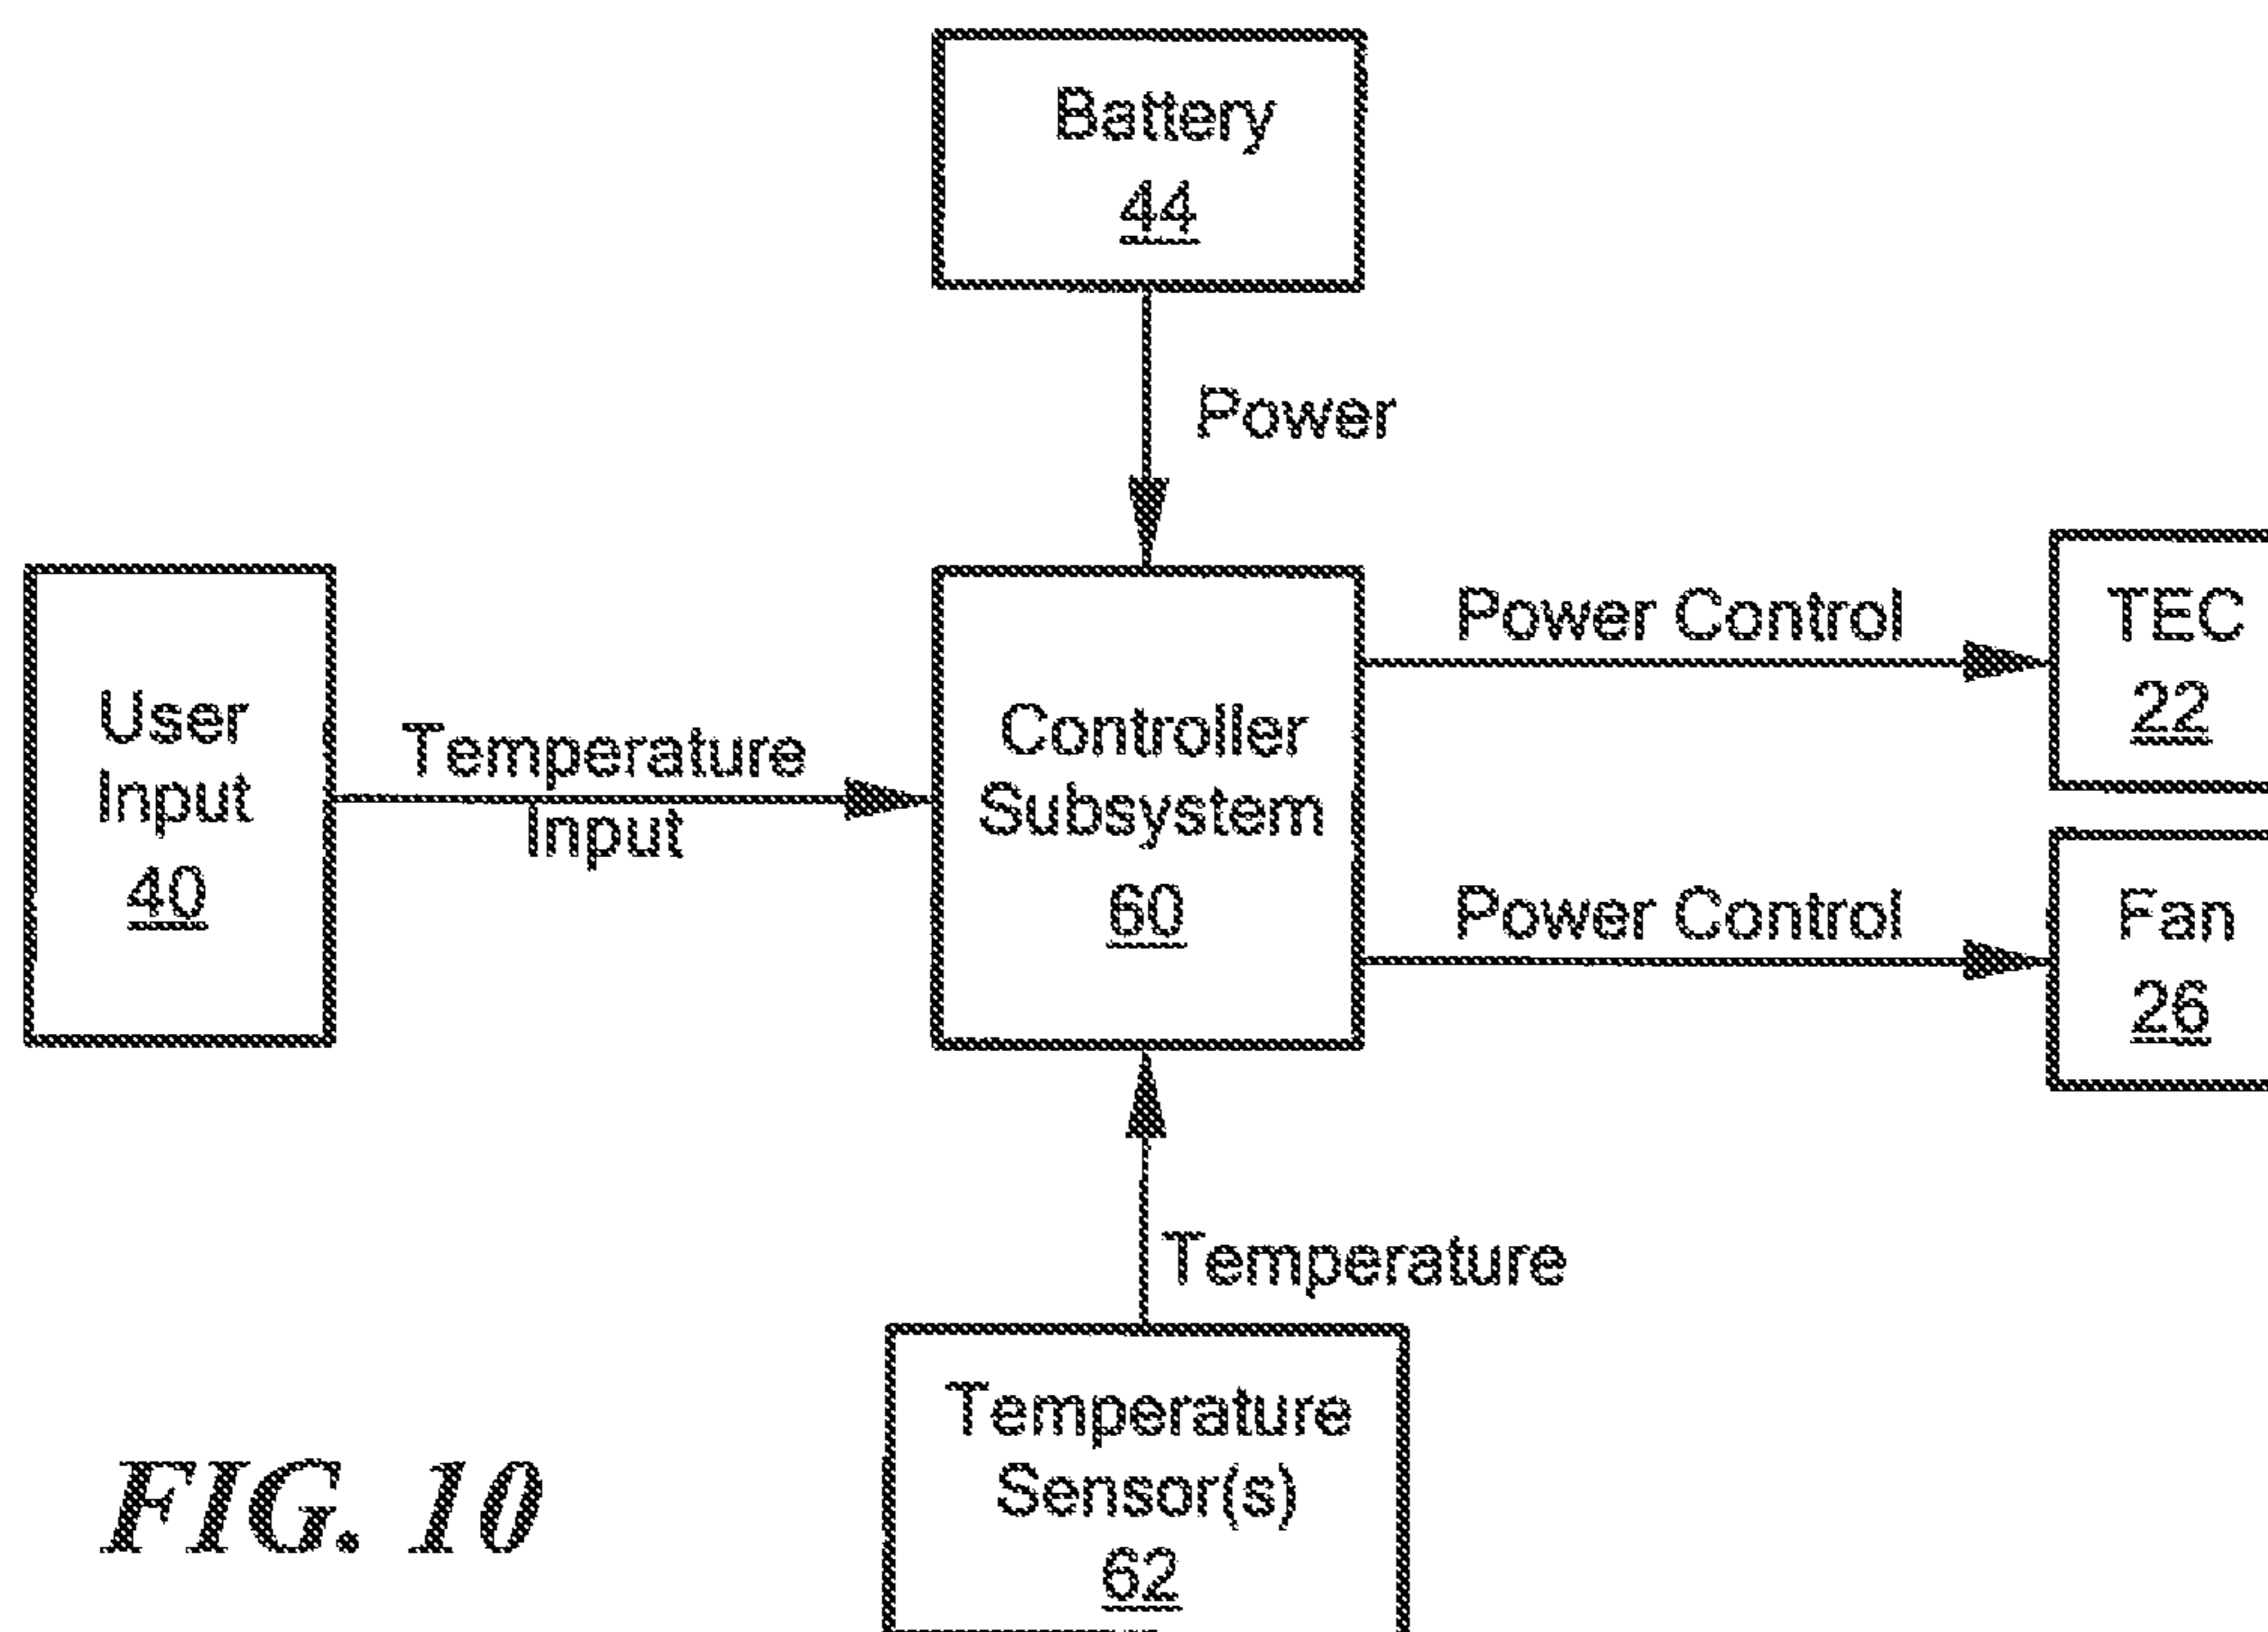 Battery
44
Power
User
Input
40
Temperature
Input
Controller
Subsystem
60
Power Control
TEC
22
Power Control
Fan
26
Temperature
Temperature
Sensor(s)
62
FIG. 10